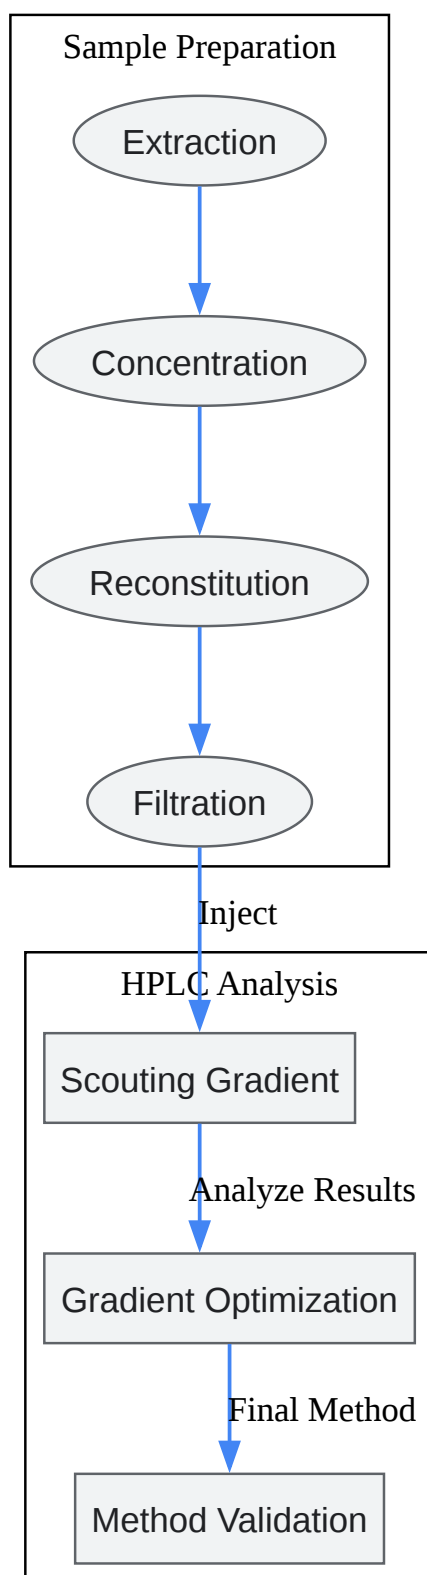 Sample Preparation
Extraction
Concentration
Reconstitution
Filtration
Inject
HPLC Analysis
Scouting Gradient
Analyze Results
Gradient Optimization
Final Method
Method Validation